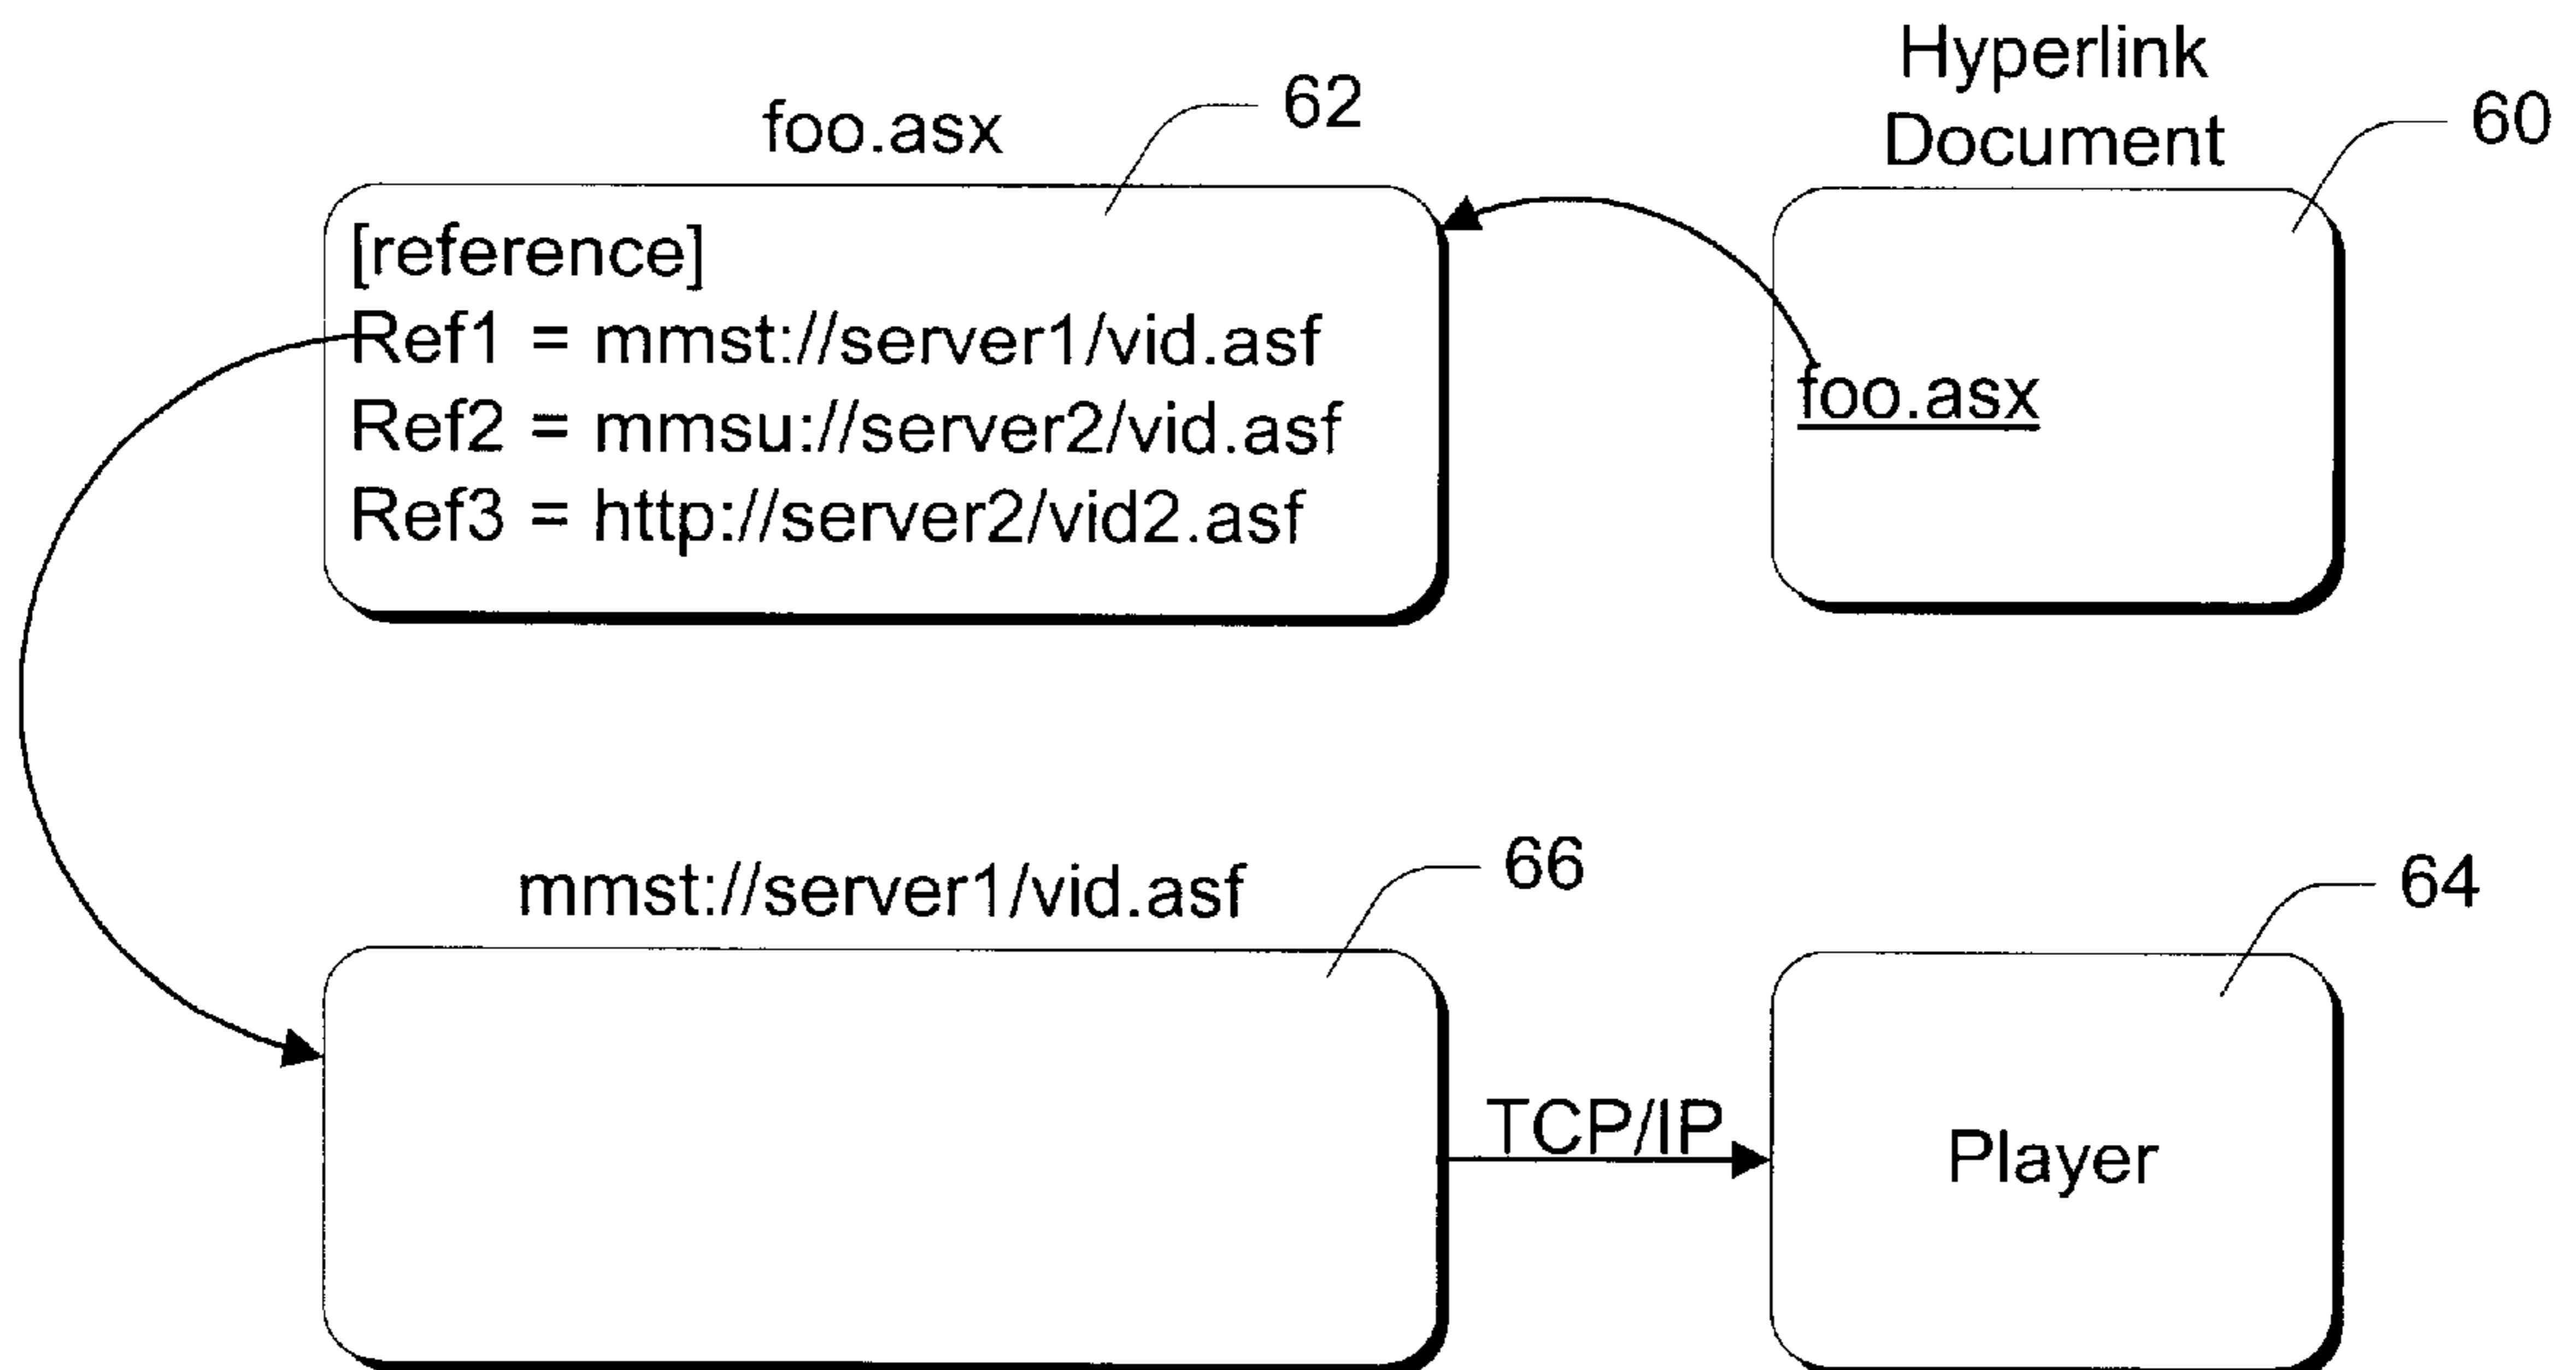 Hyperlink
Document
60
foo.asx
62
[reference]
Ref1 = mmst://server1/vid.asf
Ref2 = mmsu://server2/vid.asf
Ref3 = http://server2/vid2.asf
foo.asx
mmst://server1/vid.asf
66
64
TCP/IP
Player